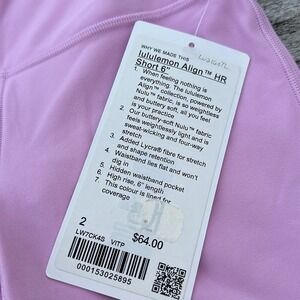 WHY WE MADE THIS
lululemon Align™ HR
Short 6"
1. When feeling nothing is
everything. The lululemon
Align™ collection, powered by
Nulu™ fabric, is so weightless
and buttery soft, all you feel
is your practice
2. Our buttery-soft Nulu™ fabric
feels weightlessly light and is
sweat-wicking and four-way
stretch
3. Added Lycra® fibre for stretch
and shape retention
4. Waistband lies flat and won't
dig in
5. Hidden waistband pocket
6. High rise, 6" length
7. This colour is lined for
coverage
2
$64.00
LW7CK4S VITP
000153025895